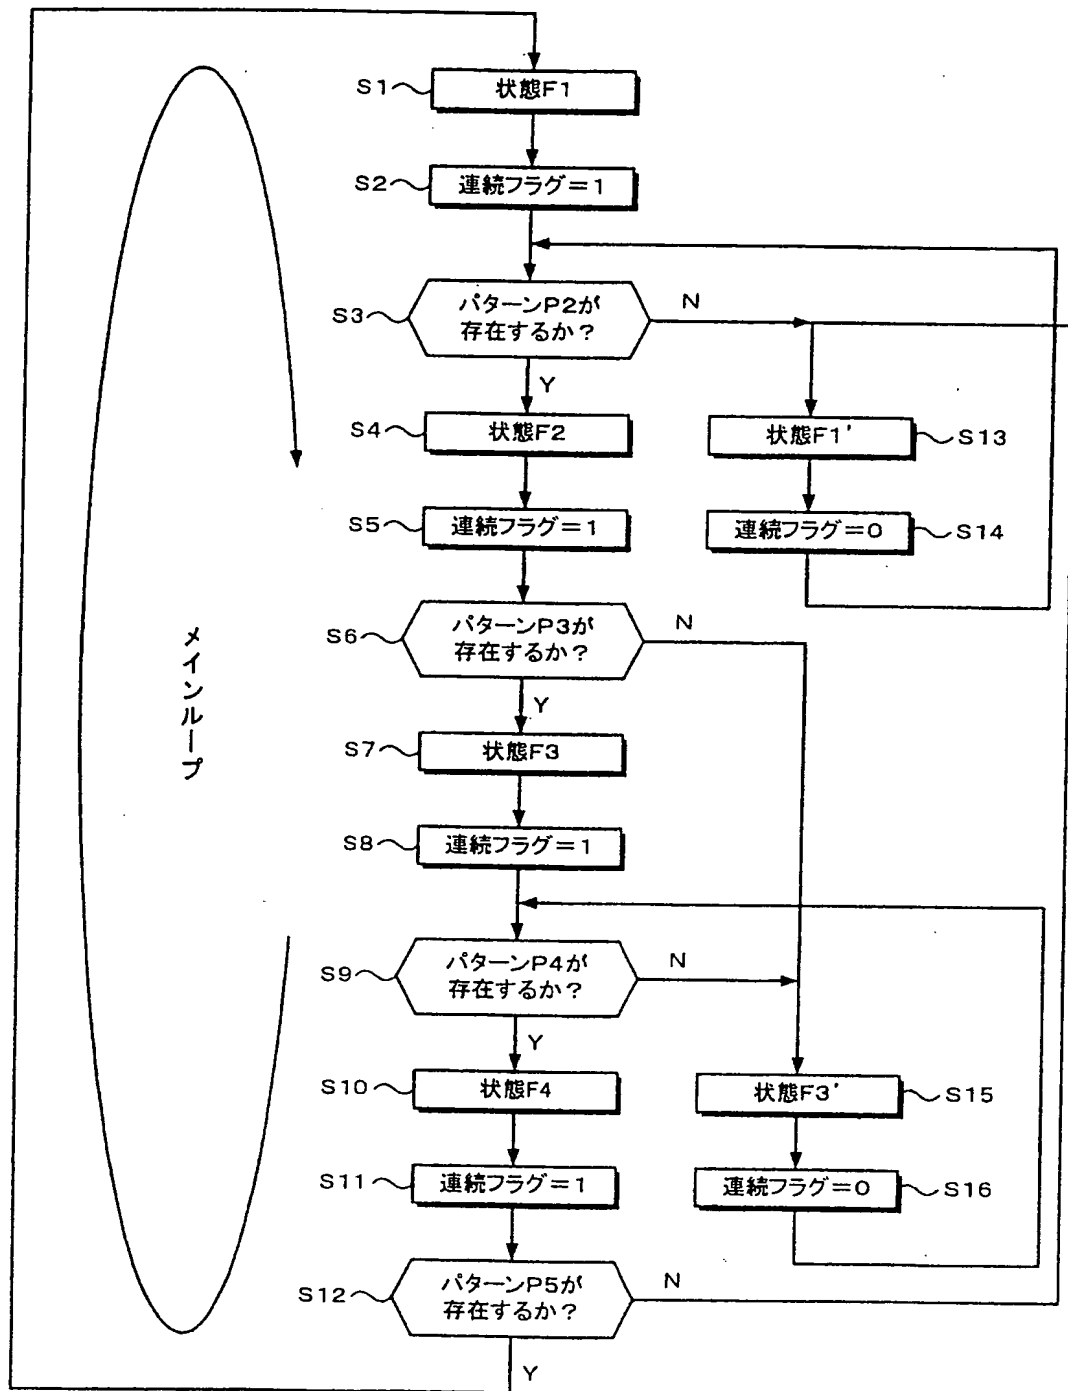 S1
状態F1
S2
連続フラグ=1
S3
パターンP2が
存在するか?
N
Y
S4
状態F2
状態F1'
S13
S5
連続フラグ=1
連続フラグ=0
S14
S6
パターンP3が
存在するか?
N
Y
メインループ
S7
状態F3
S8
連続フラグ=1
S9
パターンP4が
存在するか?
N
Y
S10
状態F4
状態F3'
S15
S11
連続フラグ=1
連続フラグ=0
S16
S12
パターンP5が
存在するか?
N
Y